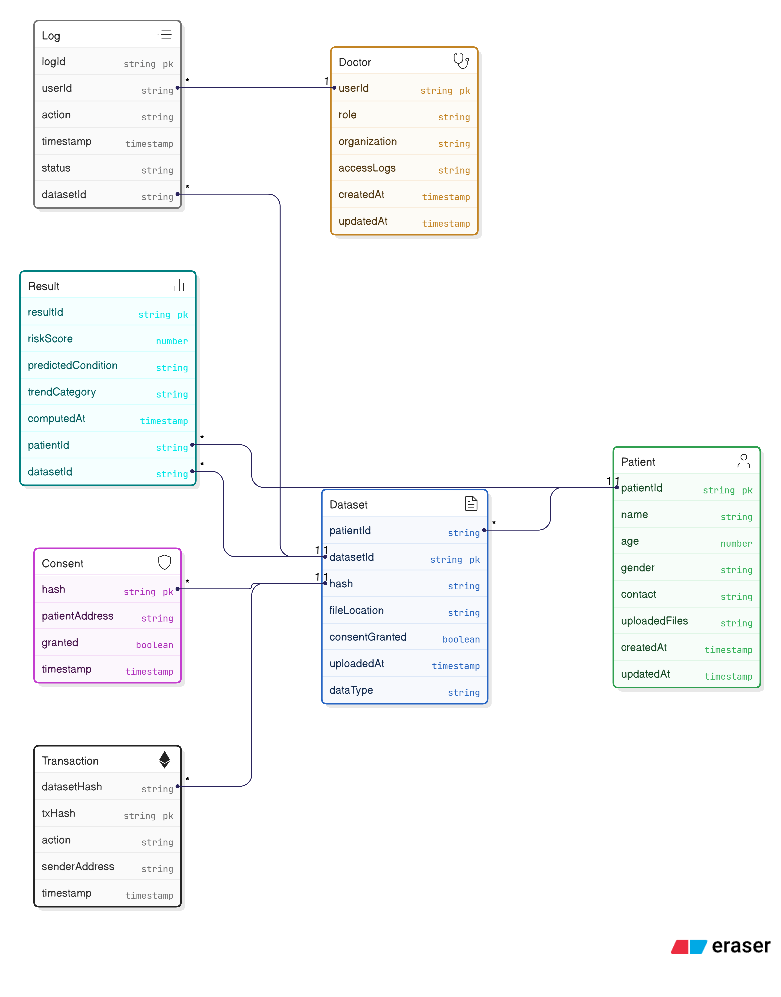 Log
logId string pk
userId string
action string
timestamp timestamp
status string
datasetId string
*
*
1
Doctor
userId string pk
role string
organization string
accessLogs string
createdAt timestamp
updatedAt timestamp
Result
resultId string pk
riskScore number
predictedCondition string
trendCategory string
computedAt timestamp
patientId string
datasetId string
*
*
Patient
1 1
patientId string pk
name string
age number
gender string
contact string
uploadedFiles string
createdAt timestamp
updatedAt timestamp
Dataset
patientId string
*
1 1
datasetId string pk
1 1
hash string
fileLocation string
consentGranted boolean
uploadedAt timestamp
dataType string
Consent
hash string pk
*
patientAddress string
granted boolean
timestamp timestamp
Transaction
datasetHash string
*
txHash string pk
action string
senderAddress string
timestamp timestamp
eraser